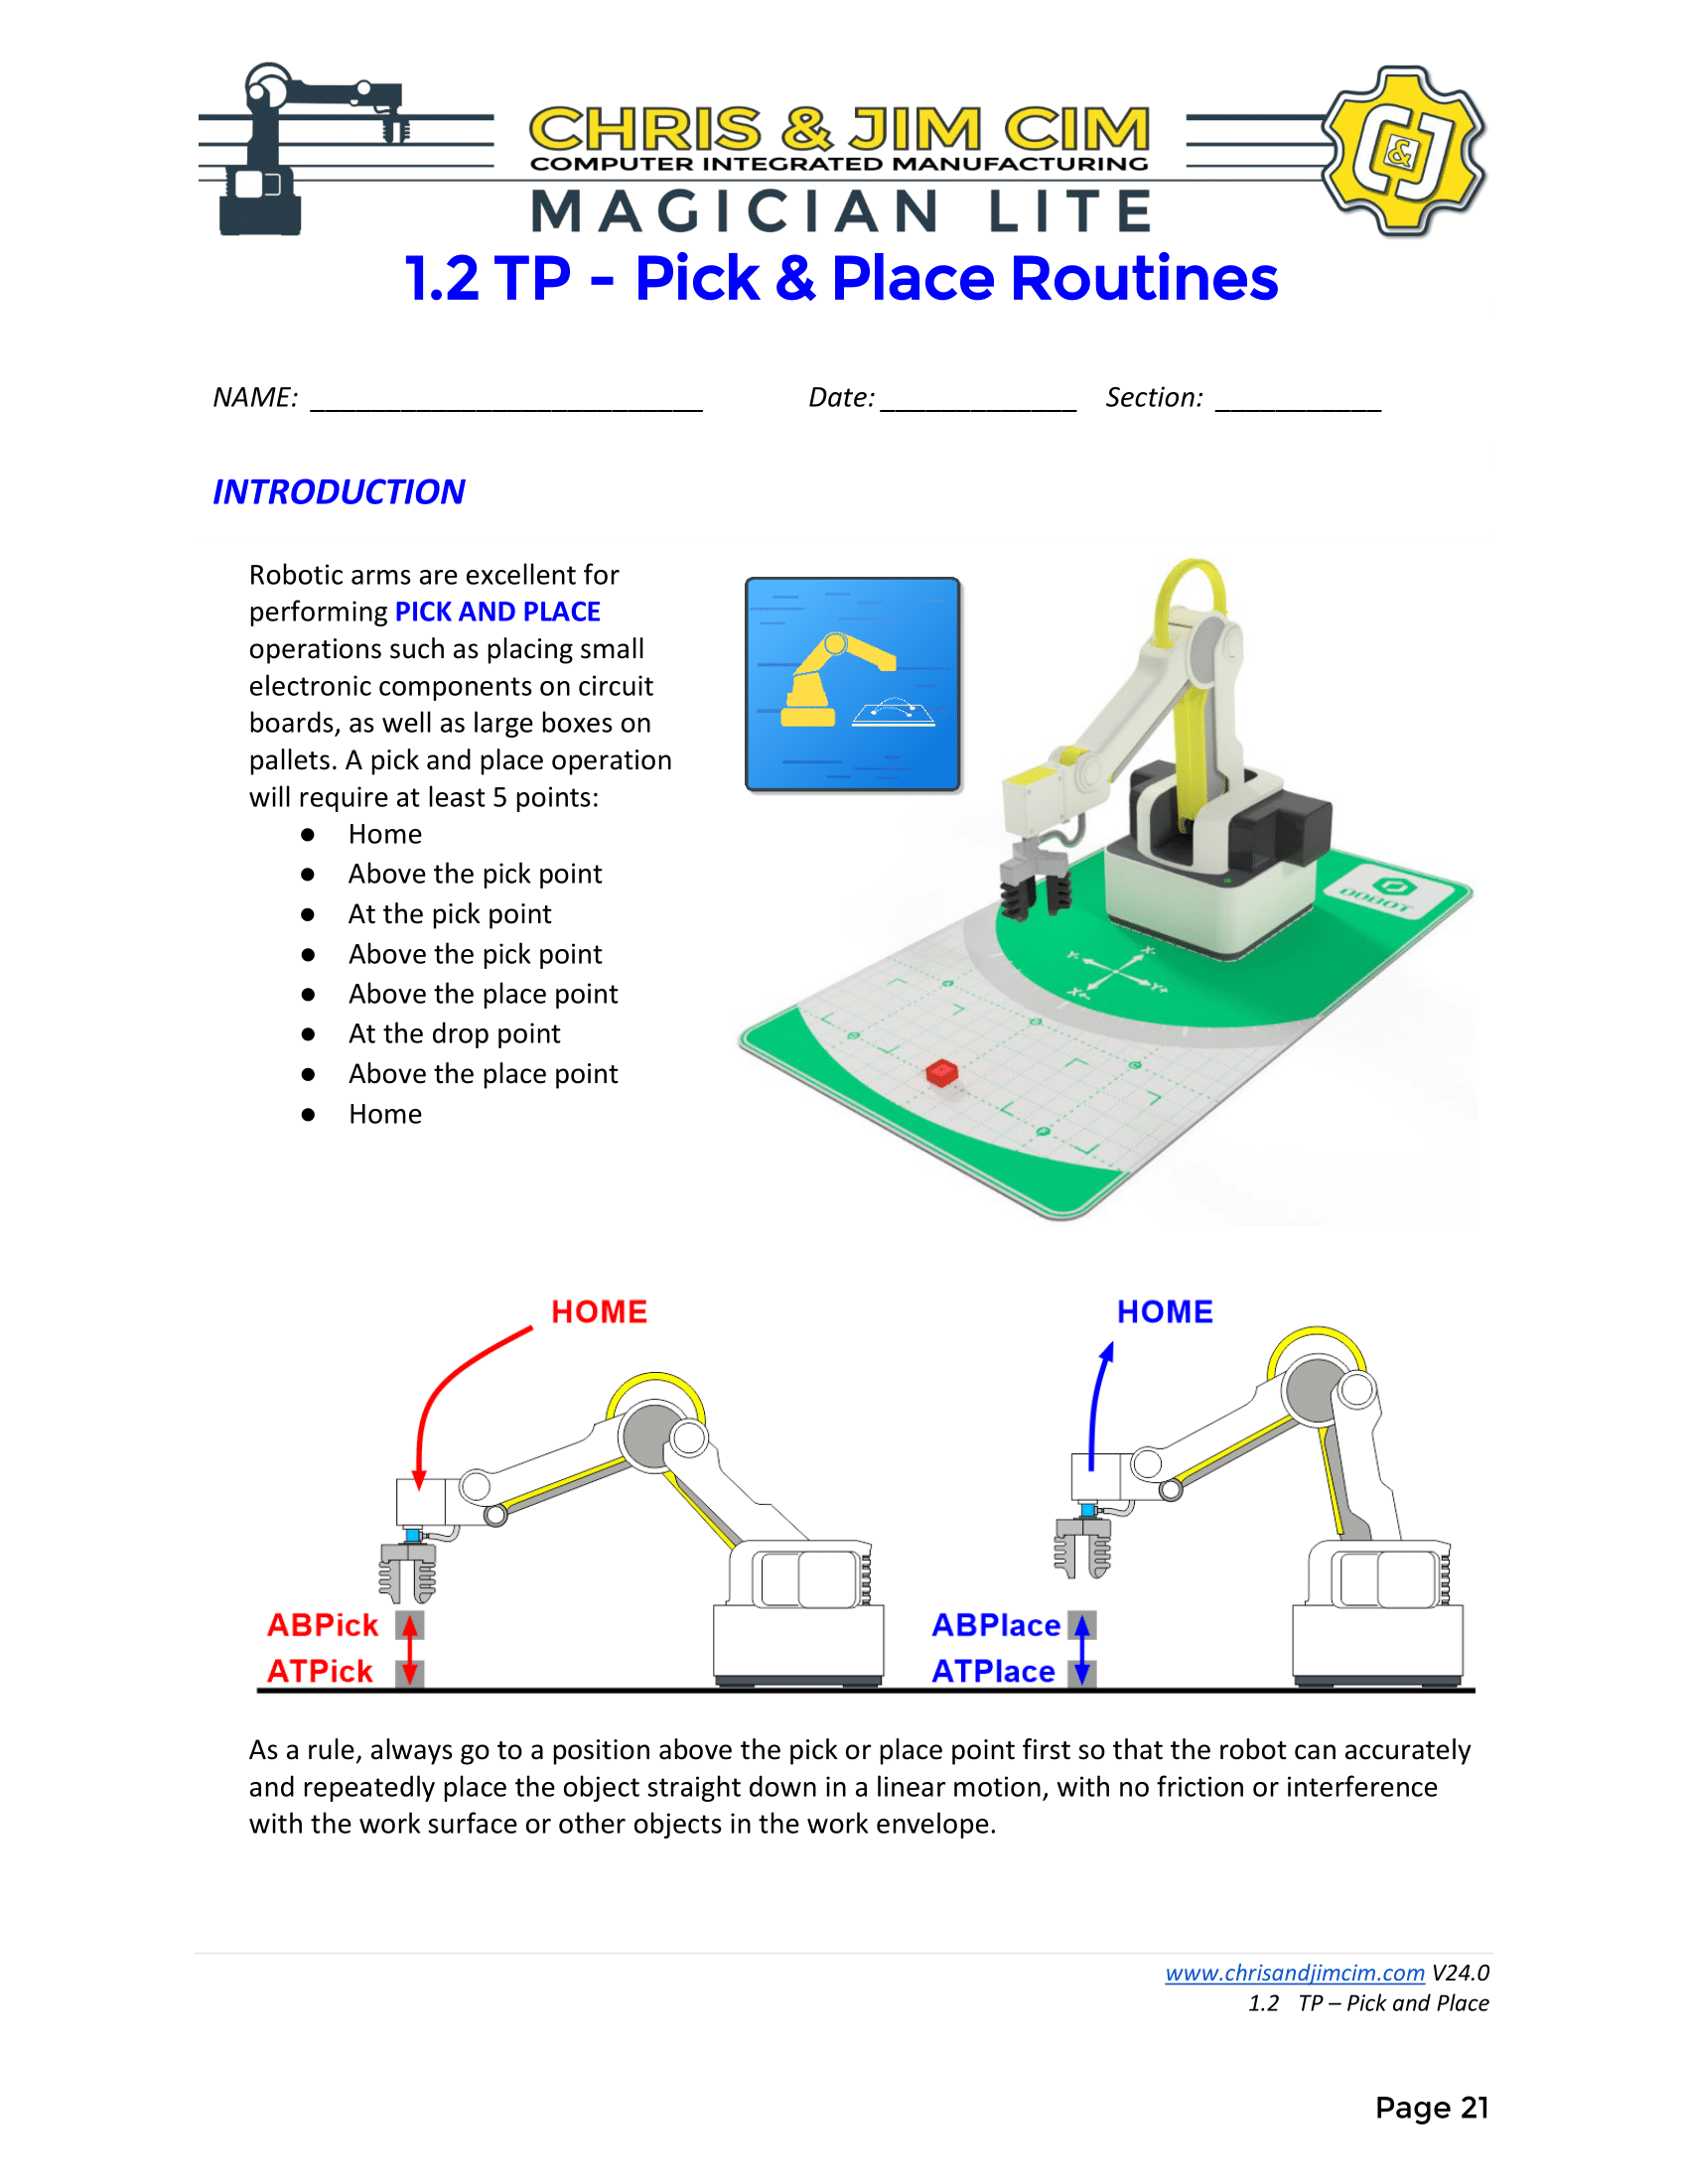 CHRIS & JIM CIM
COMPUTER INTEGRATED MANUFACTURING
MAGICIAN LITE
C&J
1.2 TP - Pick & Place Routines
NAME: __________________________ Date: _____________ Section: ___________
INTRODUCTION
Robotic arms are excellent for
performing PICK AND PLACE
operations such as placing small
electronic components on circuit
boards, as well as large boxes on
pallets. A pick and place operation
will require at least 5 points:
● Home
● Above the pick point
● At the pick point
● Above the pick point
● Above the place point
● At the drop point
● Above the place point
● Home
DOBOT
X-
Y-
Y+
X+
HOME
HOME
ABPick
ATPick
ABPlace
ATPlace
As a rule, always go to a position above the pick or place point first so that the robot can accurately
and repeatedly place the object straight down in a linear motion, with no friction or interference
with the work surface or other objects in the work envelope.
www.chrisandjimcim.com V24.0
1.2 TP – Pick and Place
Page 21